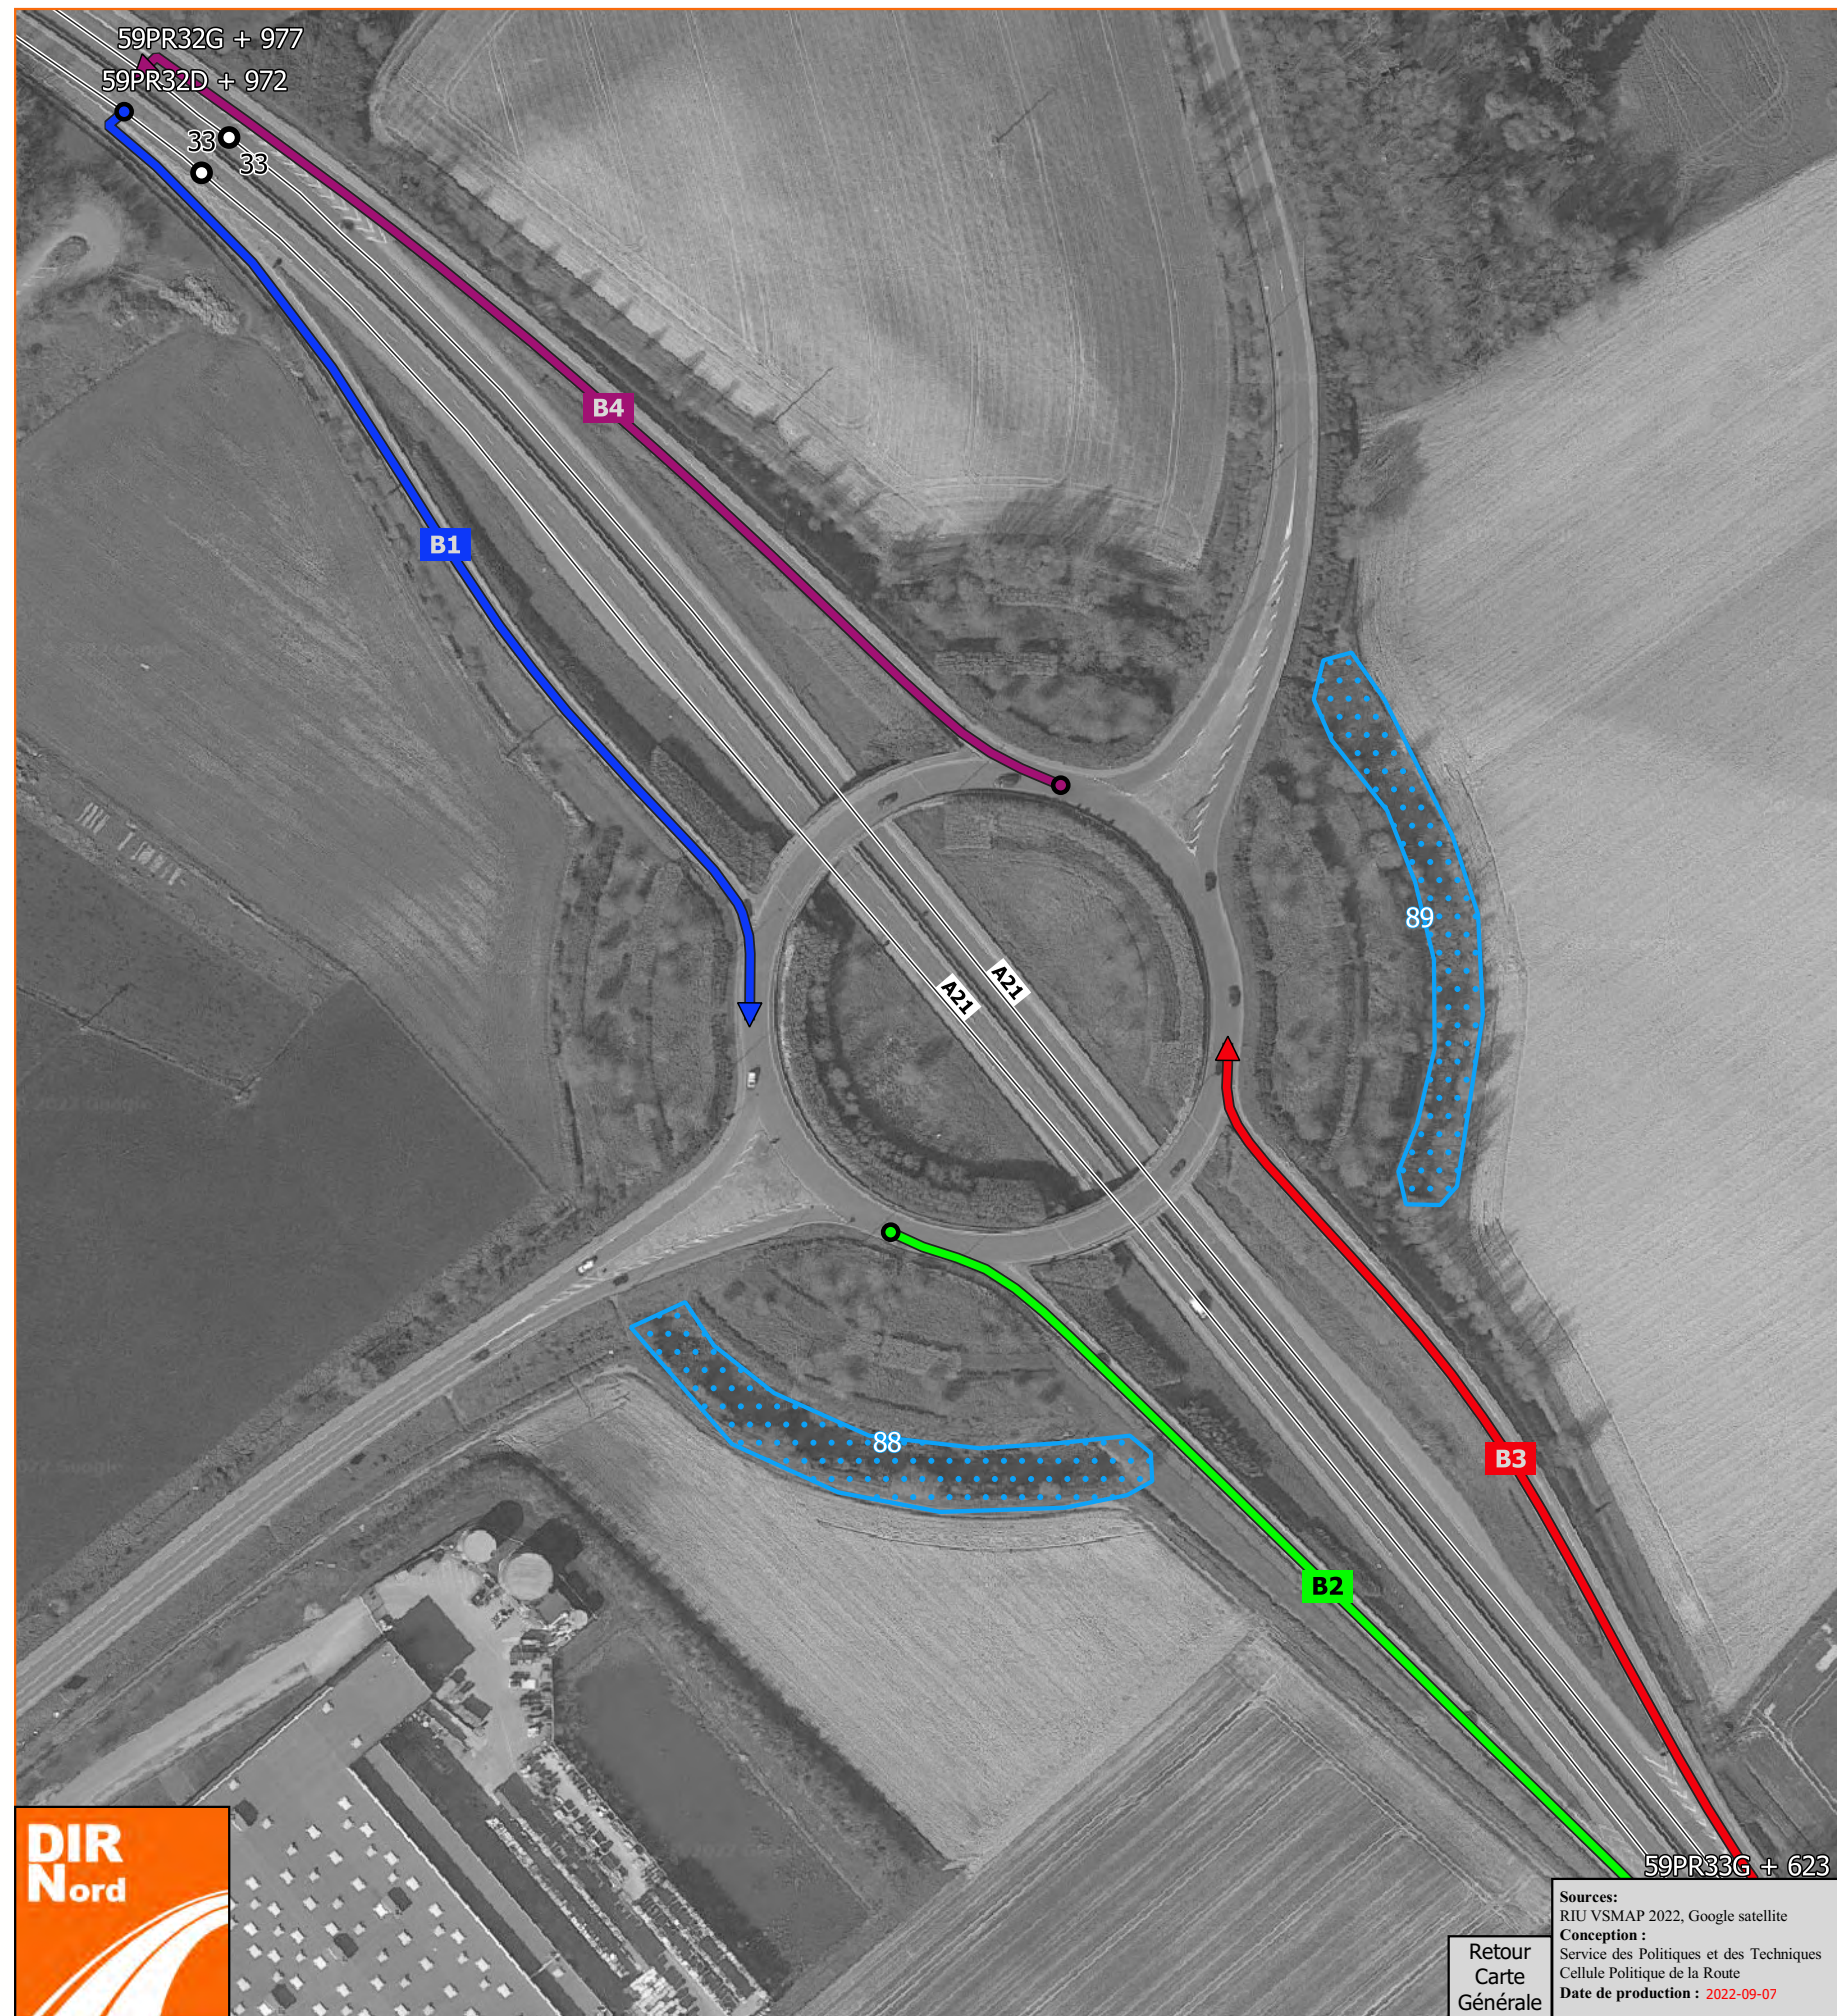 59PR32G + 977
59PR32D + 972
33
33
B4
B1
89
A21
A21
88
B3
B2
59PR33G + 623
DIR
Nord
Retour
Carte
Générale
Sources:
RIU VSMAP 2022, Google satellite
Conception :
Service des Politiques et des Techniques
Cellule Politique de la Route
Date de production : 2022-09-07